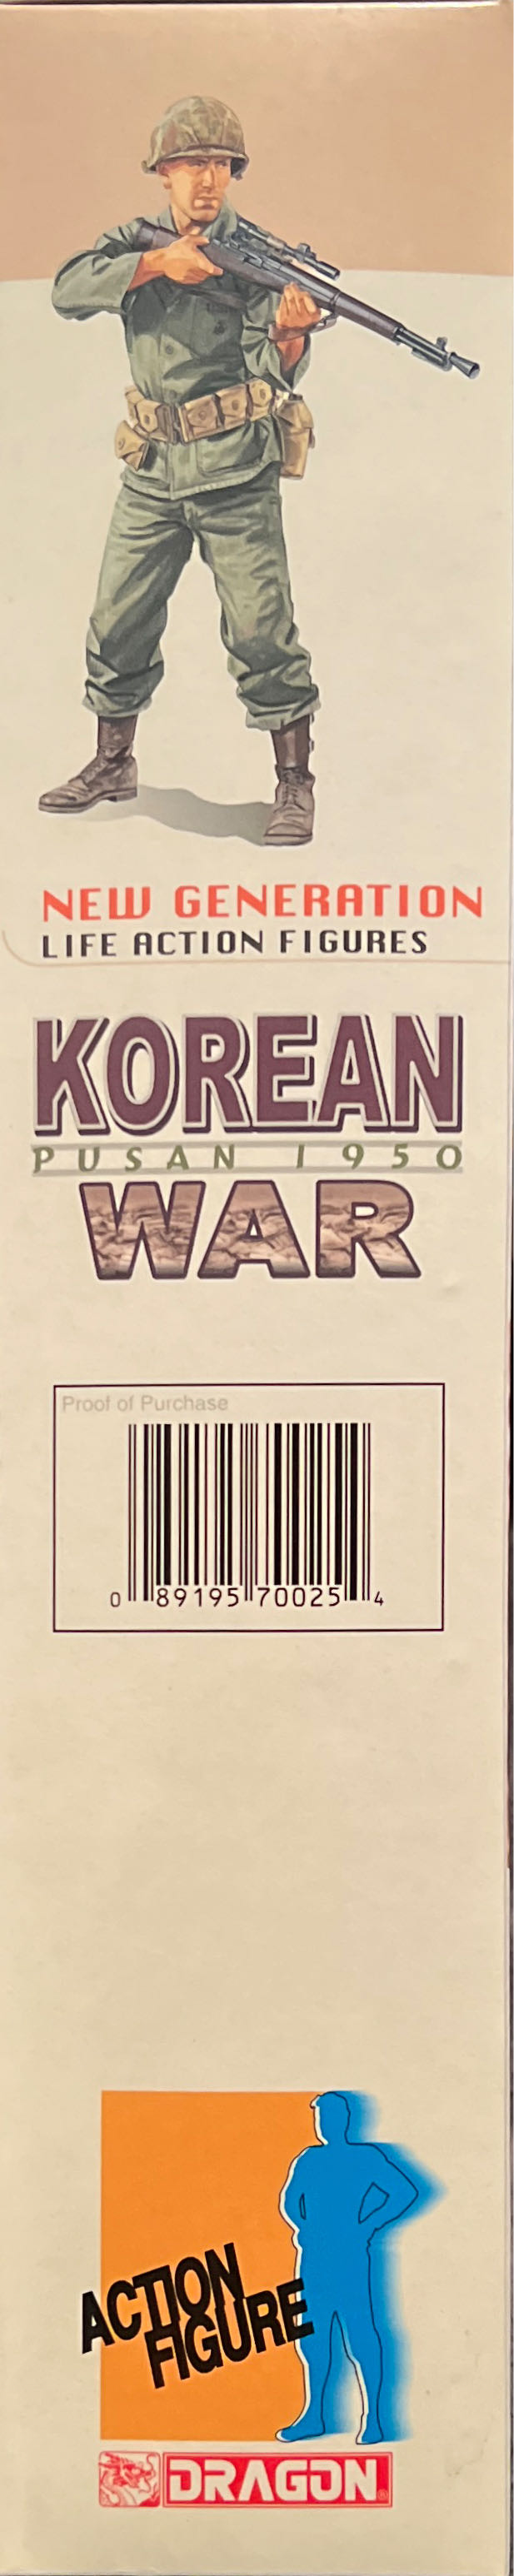 NEW GENERATION
LIFE ACTION FIGURES
KOREAN
PUSAN 1950
WAR
Proof of Purchase
0 89195 70025 4
ACTION
FIGURE
DRAGON®